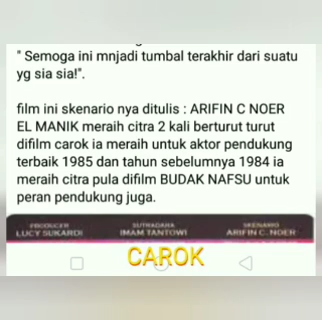 " Semoga ini mnjadi tumbal terakhir dari suatu
yg sia sia!".
film ini skenario nya ditulis : ARIFIN C NOER
EL MANIK meraih citra 2 kali berturut turut
difilm carok ia meraih untuk aktor pendukung
terbaik 1985 dan tahun sebelumnya 1984 ia
meraih citra pula difilm BUDAK NAFSU untuk
peran pendukung juga.
PRODUCER SUTRADARA SKENARIO
LUCY SUKARDI IMAM TANTOWI ARIFIN C. NOER
CAROK